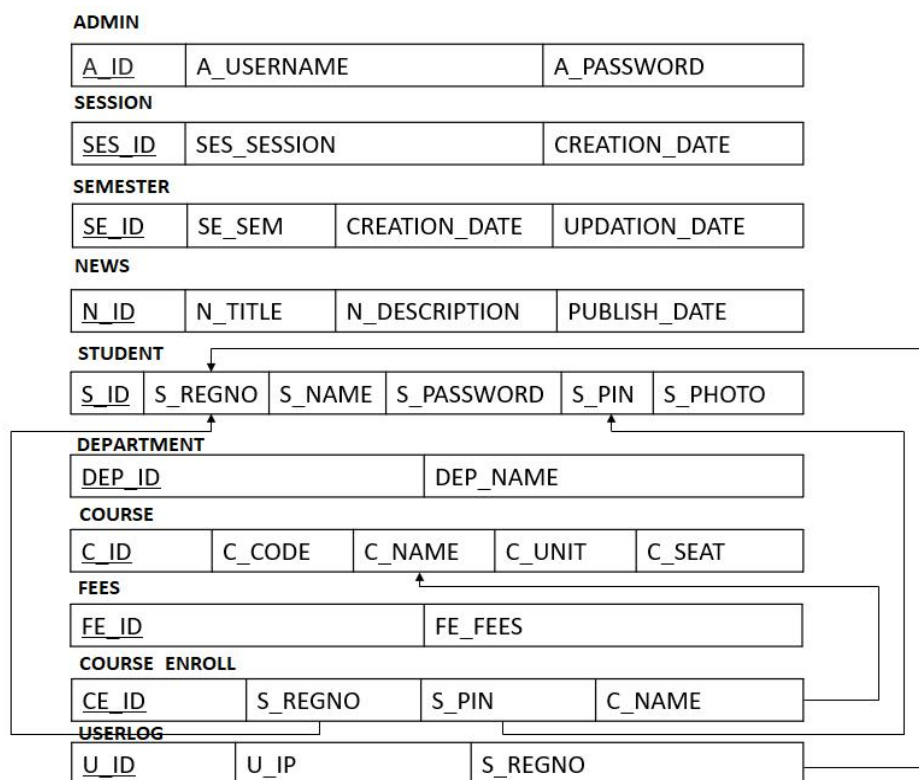 ADMIN
A_ID A_USERNAME A_PASSWORD
SESSION
SES_ID SES_SESSION CREATION_DATE
SEMESTER
SE_ID SE_SEM CREATION_DATE UPDATION_DATE
NEWS
N_ID N_TITLE N_DESCRIPTION PUBLISH_DATE
STUDENT
S_ID S_REGNO S_NAME S_PASSWORD S_PIN S_PHOTO
DEPARTMENT
DEP_ID DEP_NAME
COURSE
C_ID C_CODE C_NAME C_UNIT C_SEAT
FEES
FE_ID FE_FEES
COURSE ENROLL
CE_ID S_REGNO S_PIN C_NAME
USERLOG
U_ID U_IP S_REGNO